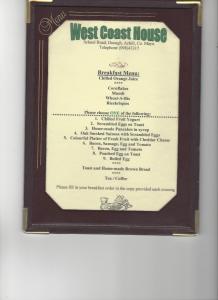 Menu
West Coast House
School Road, Dooagh, Achill, Co. Mayo
Telephone
Breakfast Menu:
Chilled Orange Juice
****
Cornflakes
Muesli
Wheat-A-Bix
Ricekrispies
****
Please choose ONE of the following:
1. Chilled Fruit Yogurt
2. Scrambled Eggs on Toast
3. Home-made Pancakes in syrup
4. Oak Smoked Salmon with Scrambled Eggs
5. Colourful Platter of Fresh Fruit with Cheddar Cheese
6. Bacon, Sausage, Egg and Tomato
7. Bacon, Egg and Tomato
8. Poached Egg on Toast
9. Boiled Egg
****
Toast and Home-made Brown Bread
****
Tea / Coffee
Please fill in your breakfast order in the copy provided each evening